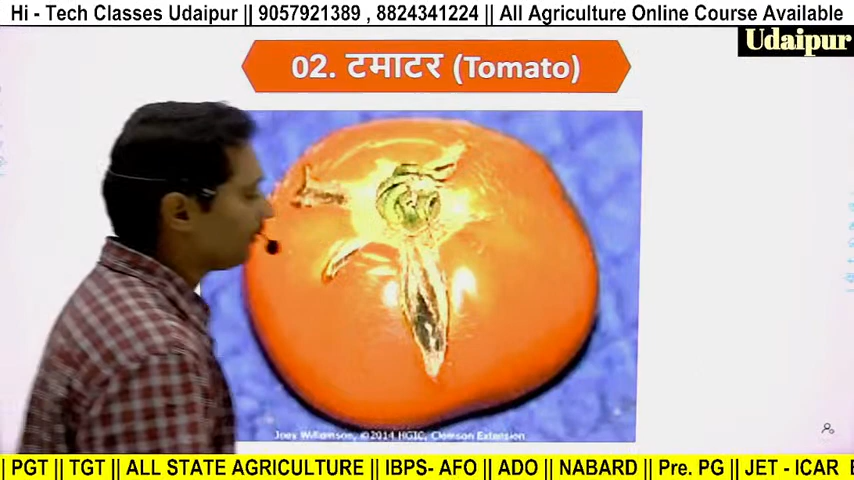 Hi - Tech Classes Udaipur || 9057921389 , 8824341224 || All Agriculture Online Course Available
Udaipur
02. टमाटर (Tomato)
Joey Williamson, ©2014 HGIC, Clemson Extension
| PGT || TGT || ALL STATE AGRICULTURE || IBPS- AFO || ADO || NABARD || Pre. PG || JET - ICAR